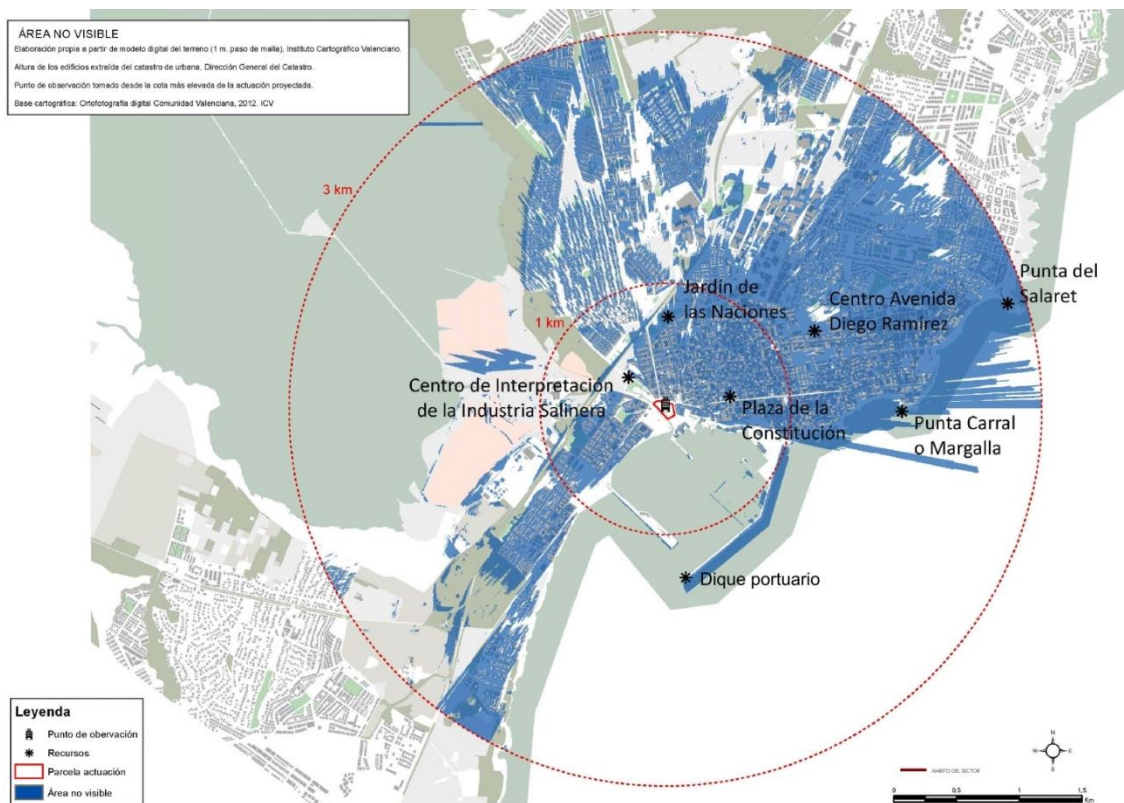 ÁREA NO VISIBLE
Elaboración propia a partir de modelo digital del terreno (1 m. paso de malla), Instituto Cartográfico Valenciano.
Altura de los edificios extraída del catastro de urbana. Dirección General del Catastro.
Punto de observación tomado desde la cota más elevada de la actuación proyectada.
Base cartográfica: Ortofotografía digital Comunidad Valenciana, 2012. ICV
3 km
1 km
Punta del
Salaret
Jardín de
las Naciones
Centro Avenida
Diego Ramírez
Centro de Interpretación
de la Industria Salinera
Plaza de la
Constitución
Punta Carral
o Margalla
Dique portuario
Leyenda
Punto de obervación
Recursos
Parcela actuación
Área no visible
N
W
E
S
ÁMBITO DEL SECTOR
0 0,5 1 1,5
Km